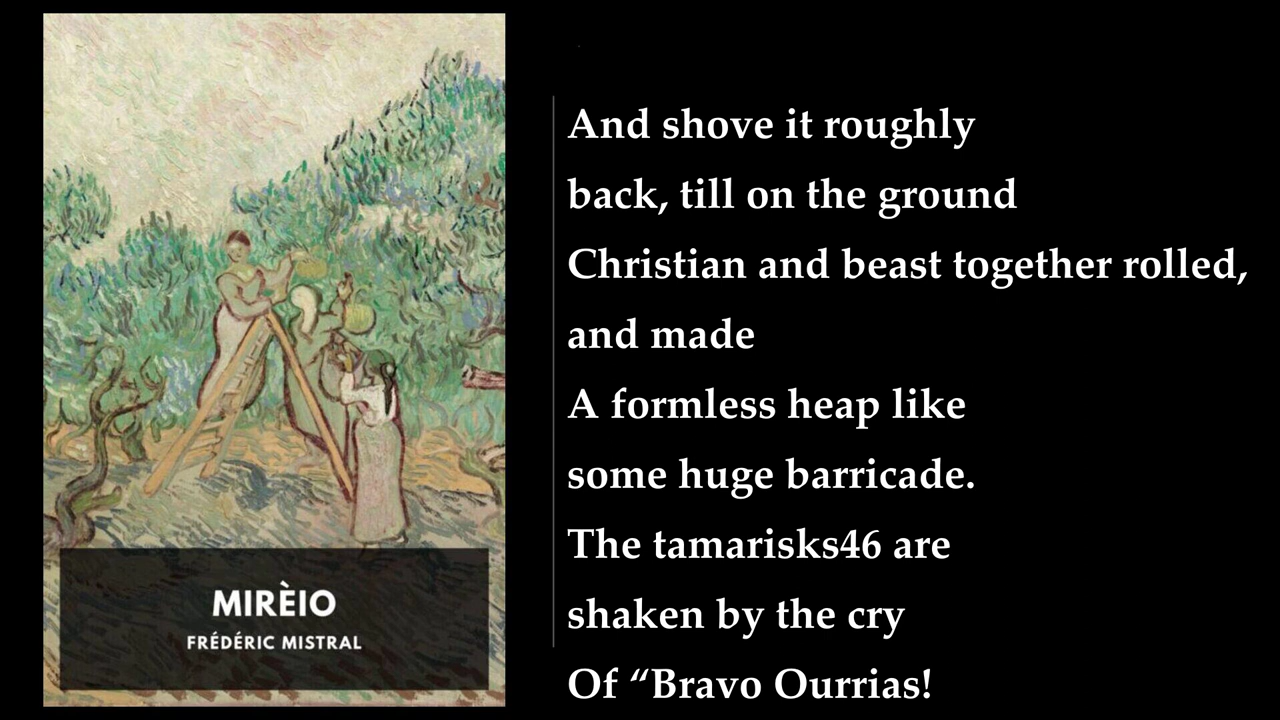 MIRÈIO
FRÉDÉRIC MISTRAL
And shove it roughly
back, till on the ground
Christian and beast together rolled,
and made
A formless heap like
some huge barricade.
The tamarisks46 are
shaken by the cry
Of “Bravo Ourrias!